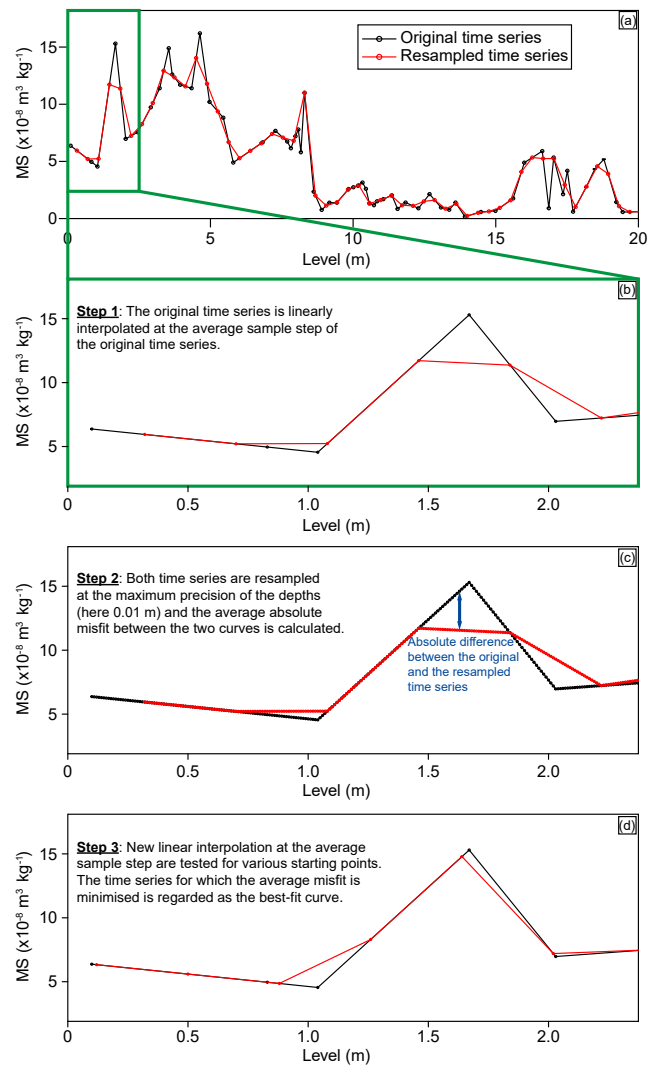 (a)
Original time series
Resampled time series
MS (x10⁻⁸ m³ kg⁻¹)
15
10
5
0
0 5 10 15 20
Level (m)
(b)
Step 1: The original time series is linearly
interpolated at the average sample step of
the original time series.
MS (x10⁻⁸ m³ kg⁻¹)
15
10
5
0 0.5 1.0 1.5 2.0
Level (m)
(c)
Step 2: Both time series are resampled
at the maximum precision of the depths
(here 0.01 m) and the average absolute
misfit between the two curves is calculated.
Absolute difference
between the original
and the resampled
time series
MS (x10⁻⁸ m³ kg⁻¹)
15
10
5
0 0.5 1.0 1.5 2.0
Level (m)
(d)
Step 3: New linear interpolation at the average
sample step are tested for various starting points.
The time series for which the average misfit is
minimised is regarded as the best-fit curve.
MS (x10⁻⁸ m³ kg⁻¹)
15
10
5
0 0.5 1.0 1.5 2.0
Level (m)